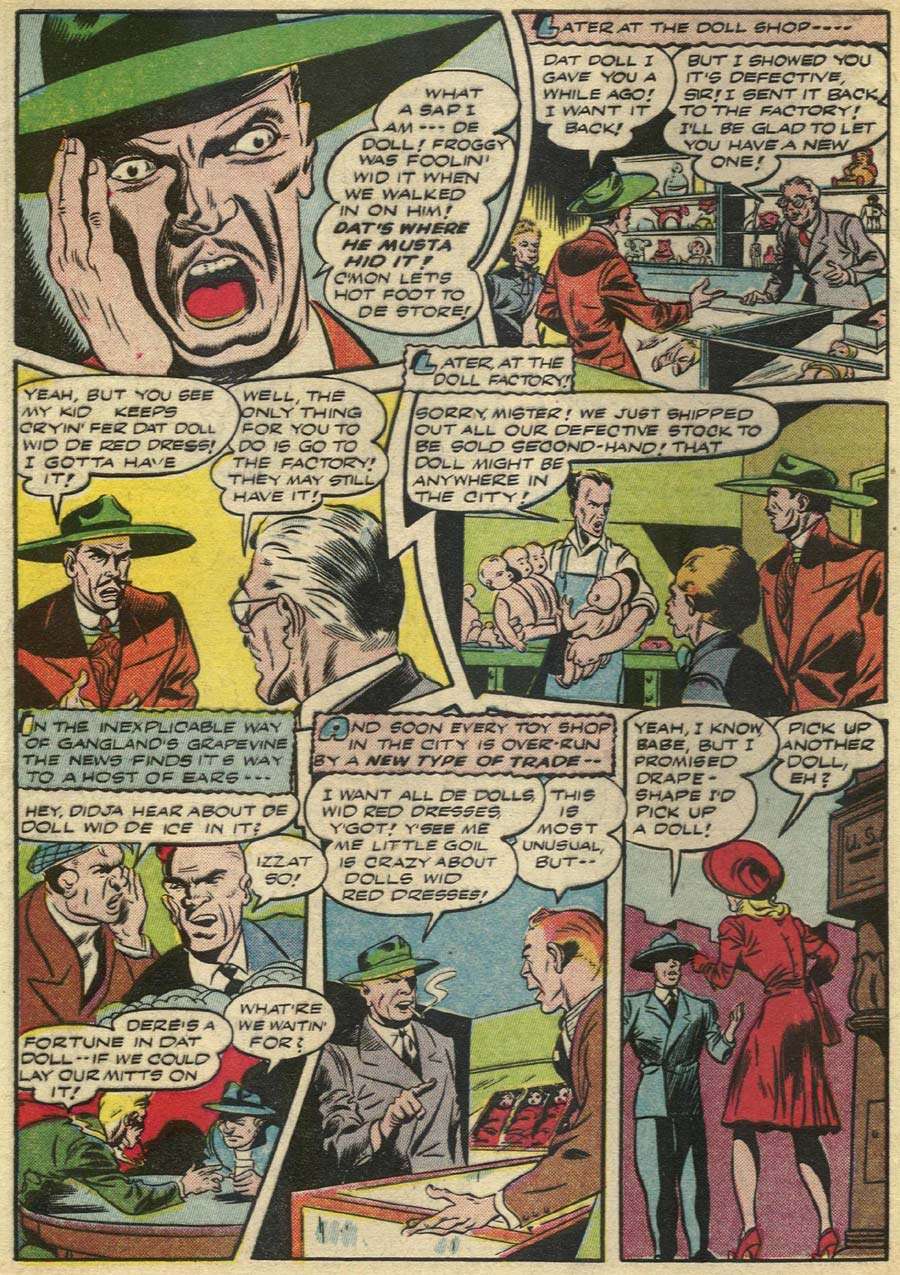 WHAT
A SAP I
AM --- DE
DOLL! FROGGY
WAS FOOLIN'
WID IT WHEN
WE WALKED
IN ON HIM!
DAT'S WHERE
HE MUSTA
HID IT!
C'MON LET'S
HOT FOOT TO
DE STORE!
LATER AT THE DOLL SHOP----
DAT DOLL I
GAVE YOU A
WHILE AGO!
I WANT IT
BACK!
BUT I SHOWED YOU
IT'S DEFECTIVE,
SIR! I SENT IT BACK
TO THE FACTORY!
I'LL BE GLAD TO LET
YOU HAVE A NEW
ONE!
YEAH, BUT YOU SEE
MY KID KEEPS
CRYIN' FER DAT DOLL
WID DE RED DRESS!
I GOTTA HAVE
IT!
WELL, THE
ONLY THING
FOR YOU TO
DO IS GO TO
THE FACTORY!
THEY MAY STILL
HAVE IT!
LATER, AT THE
DOLL FACTORY!
SORRY, MISTER! WE JUST SHIPPED
OUT ALL OUR DEFECTIVE STOCK TO
BE SOLD SECOND-HAND! THAT
DOLL MIGHT BE
ANYWHERE IN
THE CITY!
IN THE INEXPLICABLE WAY
OF GANGLAND'S GRAPEVINE
THE NEWS FINDS IT'S WAY
TO A HOST OF EARS ---
HEY, DIDJA HEAR ABOUT DE
DOLL WID DE ICE IN IT?
IZZAT
SO!
DERE'S A
FORTUNE IN DAT
DOLL -- IF WE COULD
LAY OUR MITTS ON
IT!
WHAT'RE
WE WAITIN'
FOR?
AND SOON EVERY TOY SHOP
IN THE CITY IS OVER-RUN
BY A NEW TYPE OF TRADE--
I WANT ALL DE DOLLS,
WID RED DRESSES,
Y'GOT! Y'SEE ME
ME LITTLE GOIL
IS CRAZY ABOUT
DOLLS WID
RED DRESSES!
THIS
IS
MOST
UNUSUAL,
BUT--
YEAH, I KNOW,
BABE, BUT I
PROMISED
DRAPE-
SHAPE I'D
PICK UP
A DOLL!
PICK UP
ANOTHER
DOLL,
EH?
U.S.